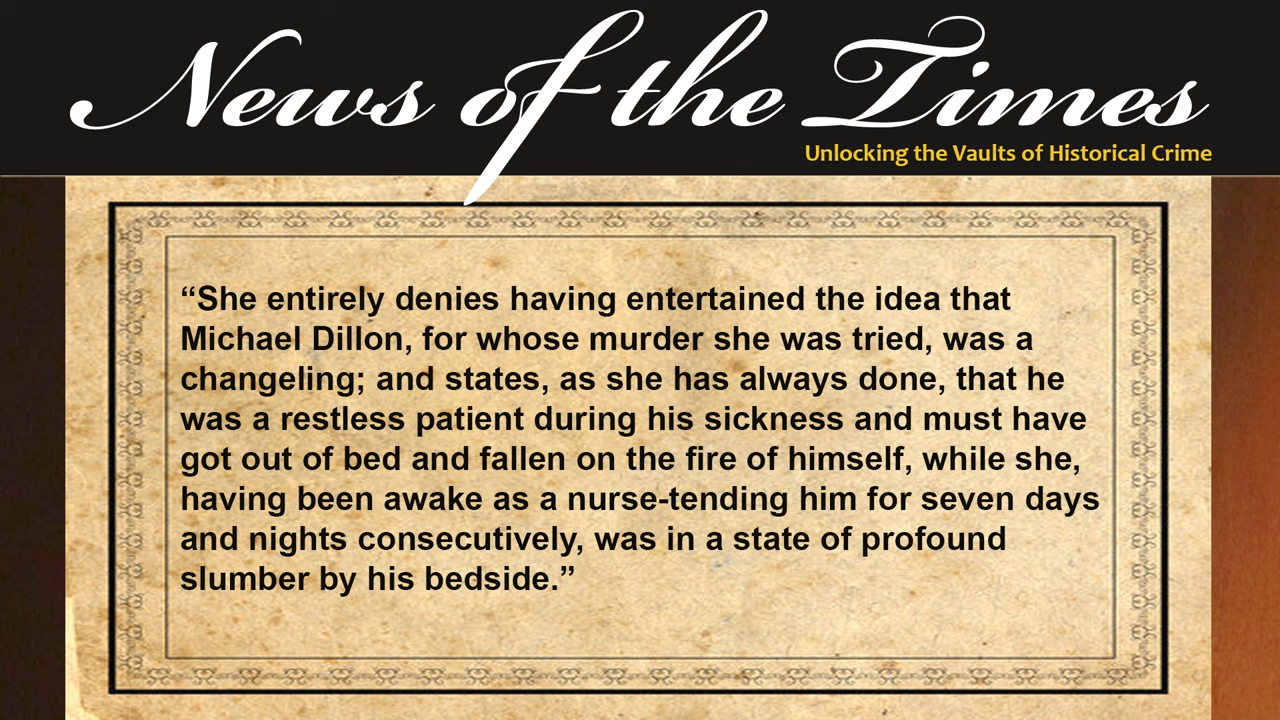 News of the Times
Unlocking the Vaults of Historical Crime
“She entirely denies having entertained the idea that
Michael Dillon, for whose murder she was tried, was a
changeling; and states, as she has always done, that he
was a restless patient during his sickness and must have
got out of bed and fallen on the fire of himself, while she,
having been awake as a nurse-tending him for seven days
and nights consecutively, was in a state of profound
slumber by his bedside.”